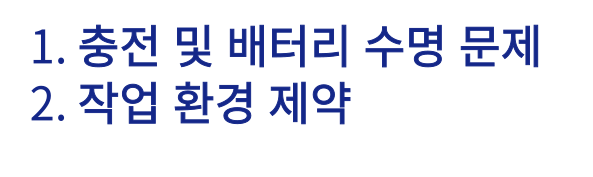 1. 충전 및 배터리 수명 문제
2. 작업 환경 제약